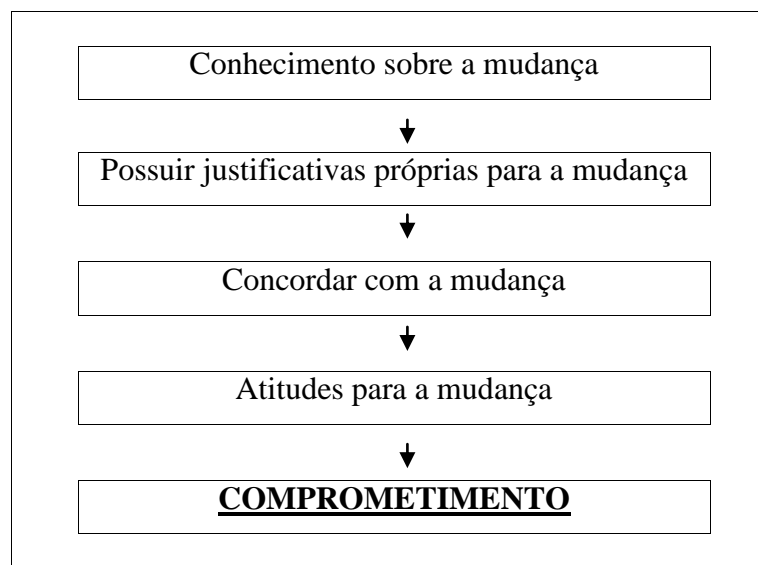 Conhecimento sobre a mudança
Possuir justificativas próprias para a mudança
Concordar com a mudança
Atitudes para a mudança
COMPROMETIMENTO